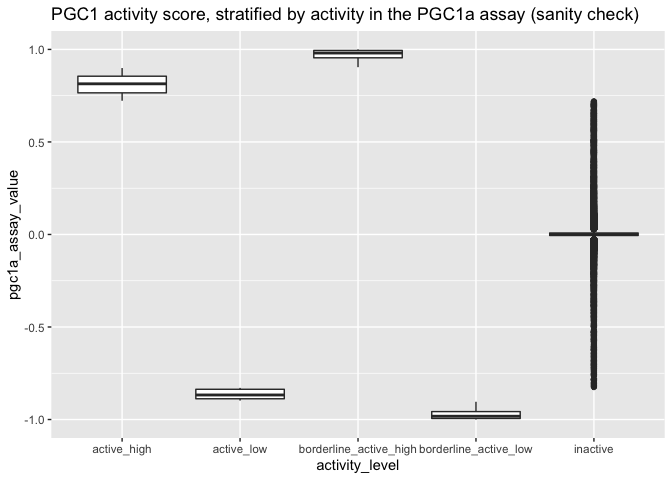 PGC1 activity score, stratified by activity in the PGC1a assay (sanity check)
1.0
0.5
0.0
-0.5
-1.0
pgc1a_assay_value
active_high active_low borderline_active_high borderline_active_low inactive
activity_level